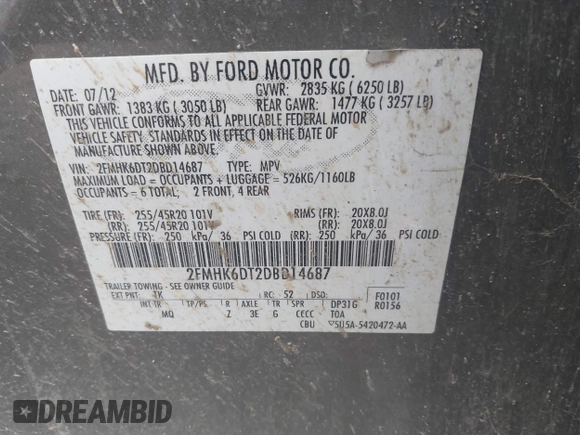 MFD. BY FORD MOTOR CO.
DATE: 07/12 GVWR: 2835 KG ( 6250 LB)
FRONT GAWR: 1383 KG ( 3050 LB) REAR GAWR: 1477 KG ( 3257 LB)
THIS VEHICLE CONFORMS TO ALL APPLICABLE FEDERAL MOTOR
VEHICLE SAFETY, STANDARDS IN EFFECT ON THE DATE OF
MANUFACTURE SHOWN ABOVE.
VIN: 2FMHK6DT2DBD14687 TYPE: MPV
MAXIMUM LOAD = OCCUPANTS + LUGGAGE = 526KG/1160LB
OCCUPANTS = 6 TOTAL, 2 FRONT, 4 REAR
TIRE (FR): 255/45R20 101V RIMS (FR): 20X8.0J
(RR): 255/45R20 101V (RR): 20X8.0J
PRESSURE (FR): 250 kPa/ 36 PSI COLD (RR): 250 kPa/ 36 PSI COLD
2FMHK6DT2DBD14687
TRAILER TOWING - SEE OWNER GUIDE
EXT PNT: TK RC: 52 DSO: F0101
R0156
INT TR TP/PS R AXLE TR SPR DP31G
MQ Z 3E G CCCC TOA
CBU 5U5A-5420472-AA
DREAMBID